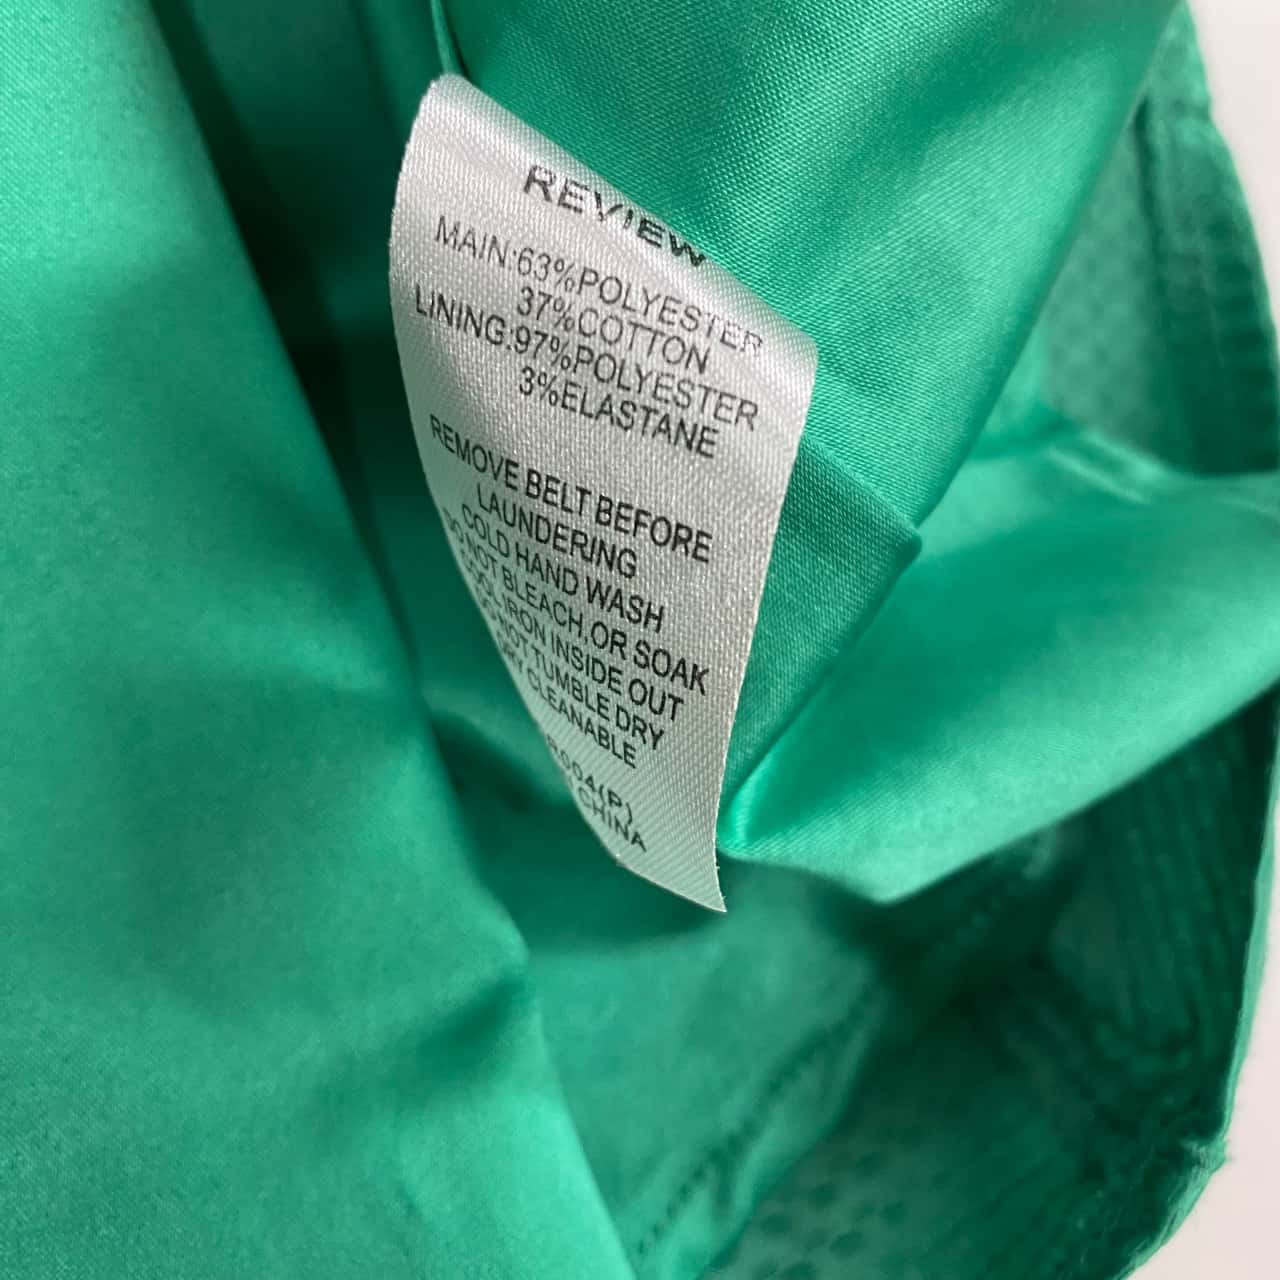 REVIEW
MAIN:63%POLYESTER
37%COTTON
LINING:97%POLYESTER
3%ELASTANE
REMOVE BELT BEFORE
LAUNDERING
COLD HAND WASH
DO NOT BLEACH,OR SOAK
COOL IRON INSIDE OUT
DO NOT TUMBLE DRY
DRY CLEANABLE
CHINA